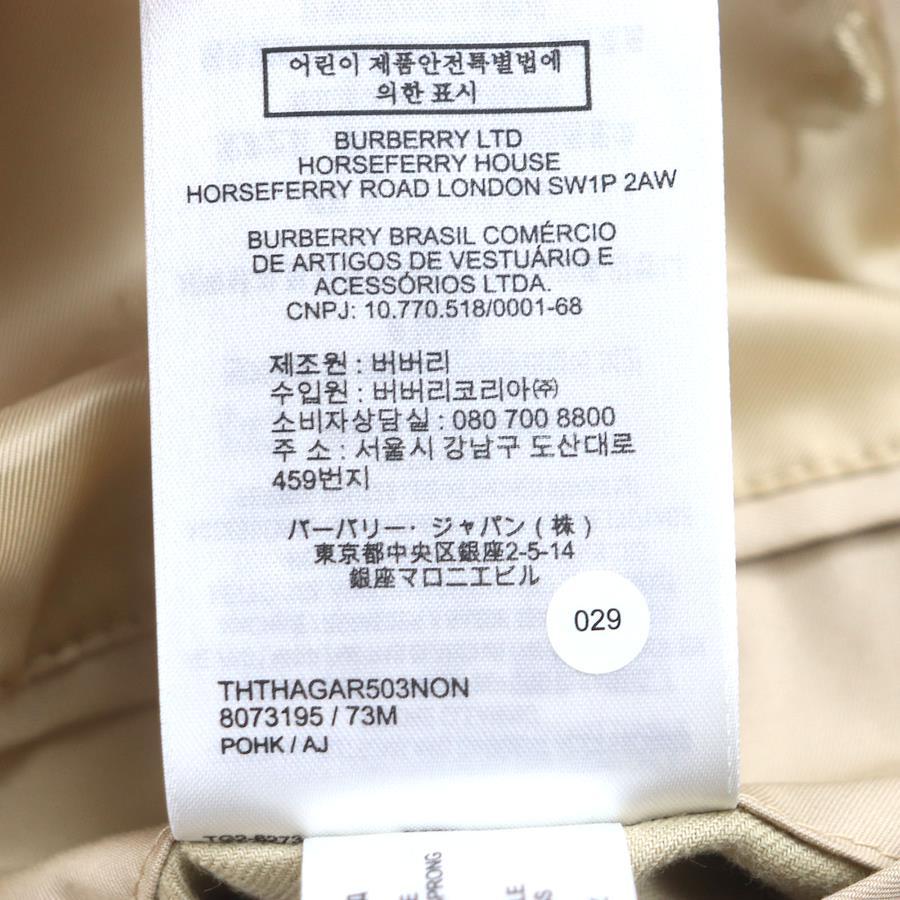 어린이 제품안전특별법에
의한 표시
BURBERRY LTD
HORSEFERRY HOUSE
HORSEFERRY ROAD LONDON SW1P 2AW
BURBERRY BRASIL COMÉRCIO
DE ARTIGOS DE VESTUÁRIO E
ACESSÓRIOS LTDA.
CNPJ: 10.770.518/0001-68
제조원 : 버버리
수입원 : 버버리코리아㈜
소비자상담실 : 080 700 8800
주 소 : 서울시 강남구 도산대로
459번지
バーバリー・ジャパン ( 株 )
東京都中央区銀座2-5-14
銀座マロニエビル
029
THTHAGAR503NON
8073195 / 73M
POHK / AJ